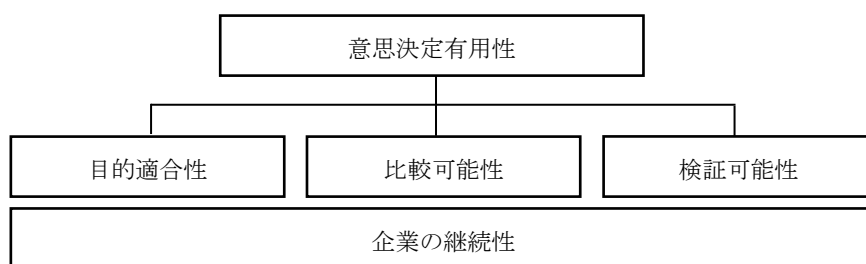 意思決定有用性
目的適合性
比較可能性
検証可能性
企業の継続性